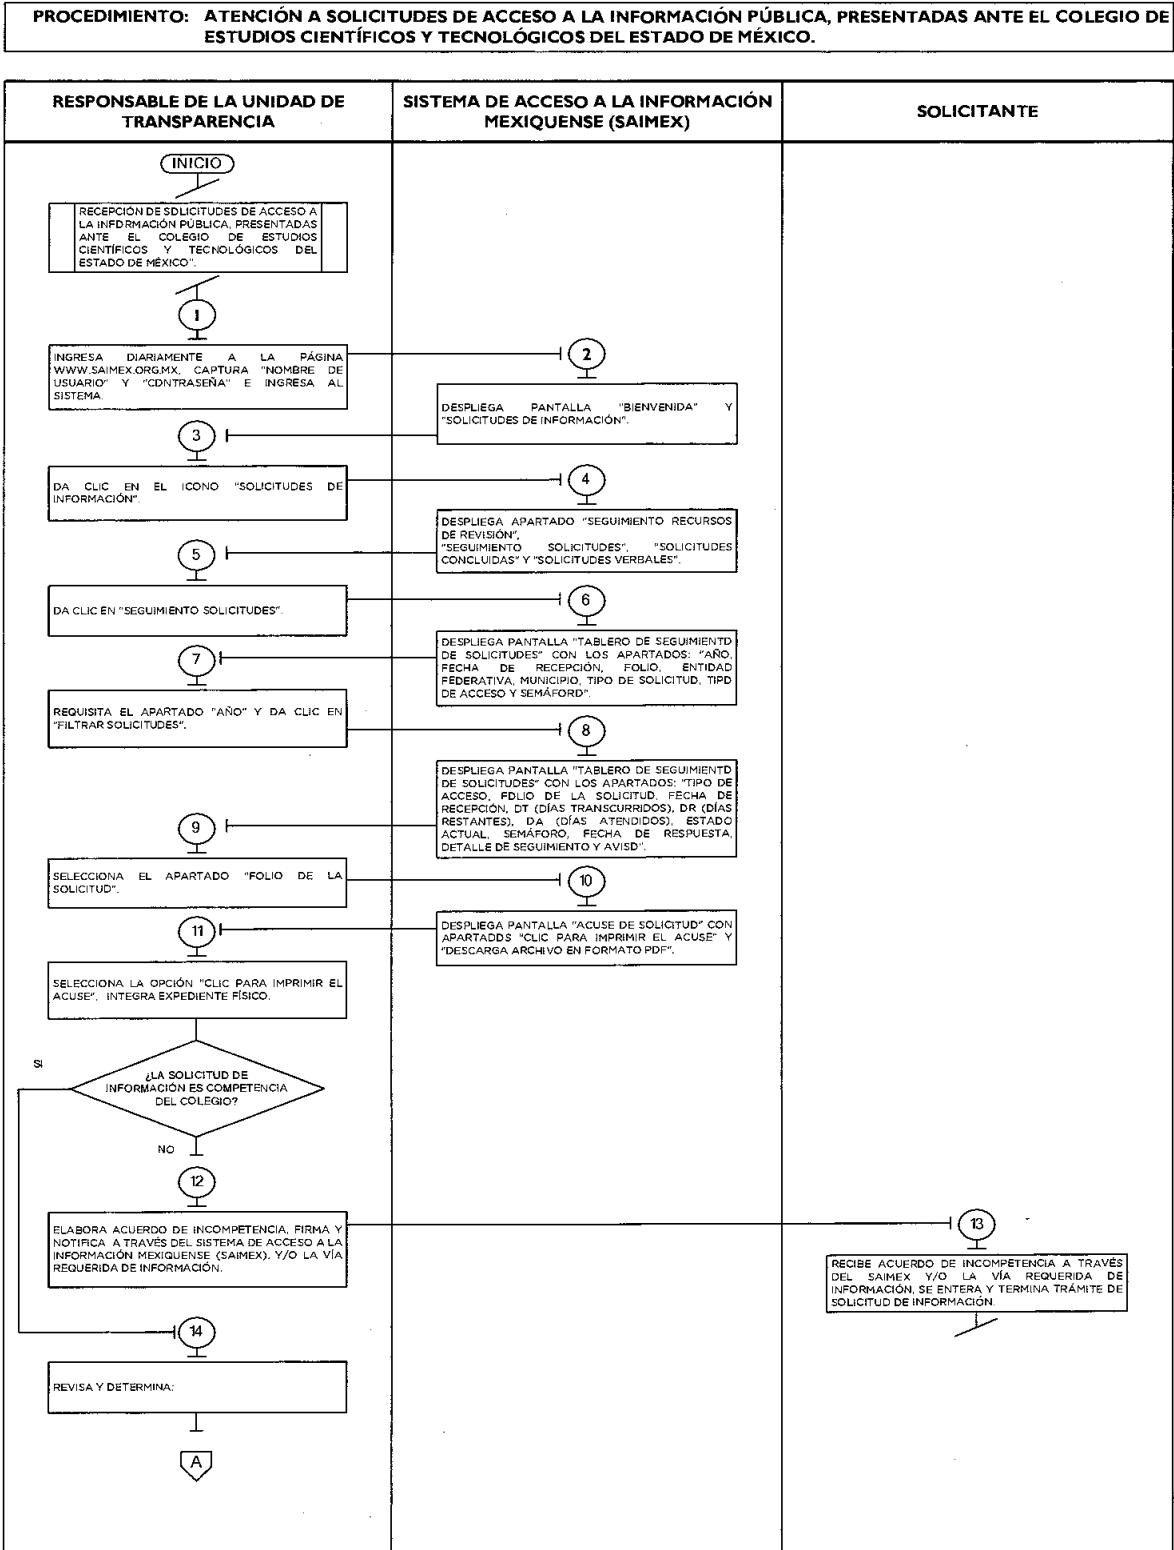 PROCEDIMIENTO: ATENCIÓN A SOLICITUDES DE ACCESO A LA INFORMACIÓN PÚBLICA, PRESENTADAS ANTE EL COLEGIO DE
ESTUDIOS CIENTÍFICOS Y TECNOLÓGICOS DEL ESTADO DE MÉXICO.
RESPONSABLE DE LA UNIDAD DE
TRANSPARENCIA
SISTEMA DE ACCESO A LA INFORMACIÓN
MEXIQUENSE (SAIMEX)
SOLICITANTE
INICIO
RECEPCIÓN DE SOLICITUDES DE ACCESO A
LA INFORMACIÓN PÚBLICA, PRESENTADAS
ANTE EL COLEGIO DE ESTUDIOS
CIENTÍFICOS Y TECNOLÓGICOS DEL
ESTADO DE MÉXICO".
1
INGRESA DIARIAMENTE A LA PÁGINA
WWW.SAIMEX.ORG.MX, CAPTURA "NOMBRE DE
USUARIO" Y "CONTRASEÑA" E INGRESA AL
SISTEMA.
2
DESPLIEGA PANTALLA "BIENVENIDA" Y
"SOLICITUDES DE INFORMACIÓN".
3
DA CLIC EN EL ICONO "SOLICITUDES DE
INFORMACIÓN".
4
DESPLIEGA APARTADO "SEGUIMIENTO RECURSOS
DE REVISIÓN",
"SEGUIMIENTO SOLICITUDES", "SOLICITUDES
CONCLUIDAS" Y "SOLICITUDES VERBALES".
5
DA CLIC EN "SEGUIMIENTO SOLICITUDES".
6
DESPLIEGA PANTALLA "TABLERO DE SEGUIMIENTO
DE SOLICITUDES" CON LOS APARTADOS: "AÑO,
FECHA DE RECEPCIÓN, FOLIO, ENTIDAD
FEDERATIVA, MUNICIPIO, TIPO DE SOLICITUD, TIPO
DE ACCESO Y SEMÁFORO".
7
REQUISITA EL APARTADO "AÑO" Y DA CLIC EN
"FILTRAR SOLICITUDES".
8
DESPLIEGA PANTALLA "TABLERO DE SEGUIMIENTO
DE SOLICITUDES" CON LOS APARTADOS: "TIPO DE
ACCESO, FOLIO DE LA SOLICITUD, FECHA DE
RECEPCIÓN, DT (DÍAS TRANSCURRIDOS), DR (DÍAS
RESTANTES), DA (DÍAS ATENDIDOS), ESTADO
ACTUAL, SEMÁFORO, FECHA DE RESPUESTA,
DETALLE DE SEGUIMIENTO Y AVISO".
9
SELECCIONA EL APARTADO "FOLIO DE LA
SOLICITUD".
10
DESPLIEGA PANTALLA "ACUSE DE SOLICITUD" CON
APARTADOS "CLIC PARA IMPRIMIR EL ACUSE" Y
"DESCARGA ARCHIVO EN FORMATO PDF".
11
SELECCIONA LA OPCIÓN "CLIC PARA IMPRIMIR EL
ACUSE", INTEGRA EXPEDIENTE FÍSICO.
SI
¿LA SOLICITUD DE
INFORMACIÓN ES COMPETENCIA
DEL COLEGIO?
NO
12
ELABORA ACUERDO DE INCOMPETENCIA, FIRMA Y
NOTIFICA A TRAVÉS DEL SISTEMA DE ACCESO A LA
INFORMACIÓN MEXIQUENSE (SAIMEX), Y/O LA VÍA
REQUERIDA DE INFORMACIÓN.
13
RECIBE ACUERDO DE INCOMPETENCIA A TRAVÉS
DEL SAIMEX Y/O LA VÍA REQUERIDA DE
INFORMACIÓN, SE ENTERA Y TERMINA TRÁMITE DE
SOLICITUD DE INFORMACIÓN.
14
REVISA Y DETERMINA:
A